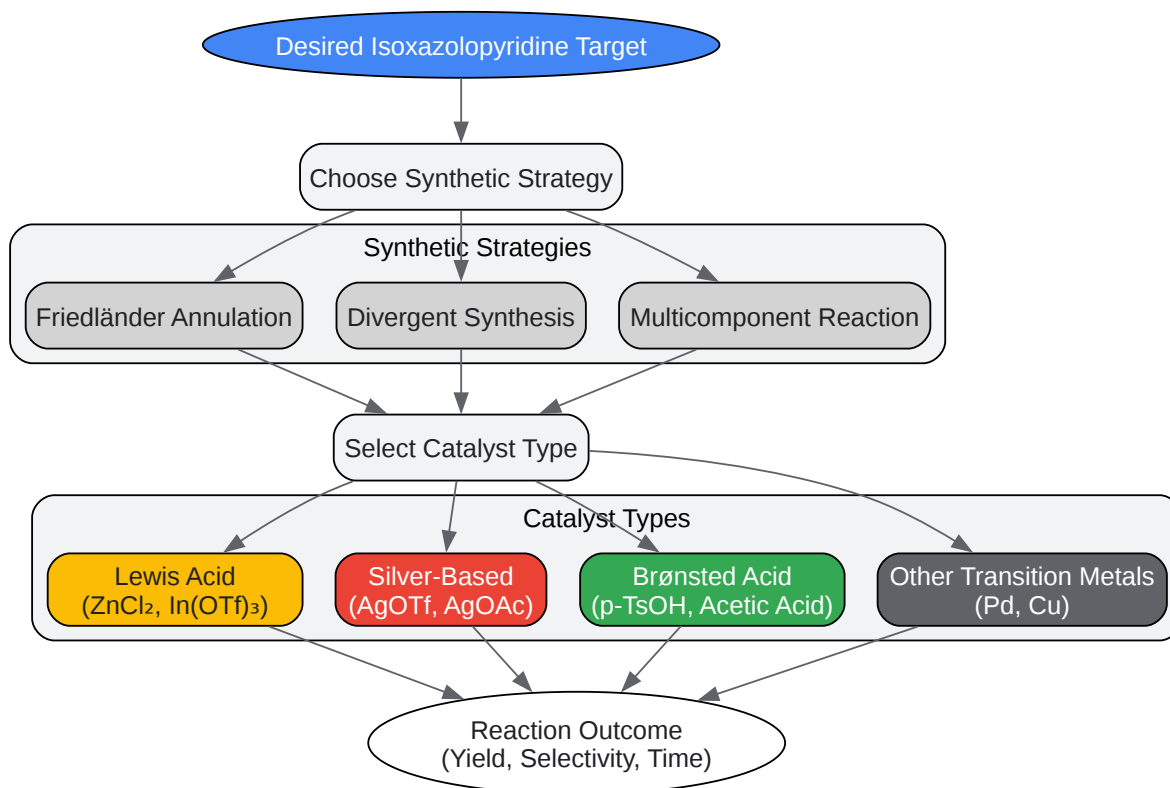 Desired Isoxazolopyridine Target
Choose Synthetic Strategy
Synthetic Strategies
Friedländer Annulation
Divergent Synthesis
Multicomponent Reaction
Select Catalyst Type
Catalyst Types
Lewis Acid
(ZnCl₂, In(OTf)₃)
Silver-Based
(AgOTf, AgOAc)
Brønsted Acid
(p-TsOH, Acetic Acid)
Other Transition Metals
(Pd, Cu)
Reaction Outcome
(Yield, Selectivity, Time)